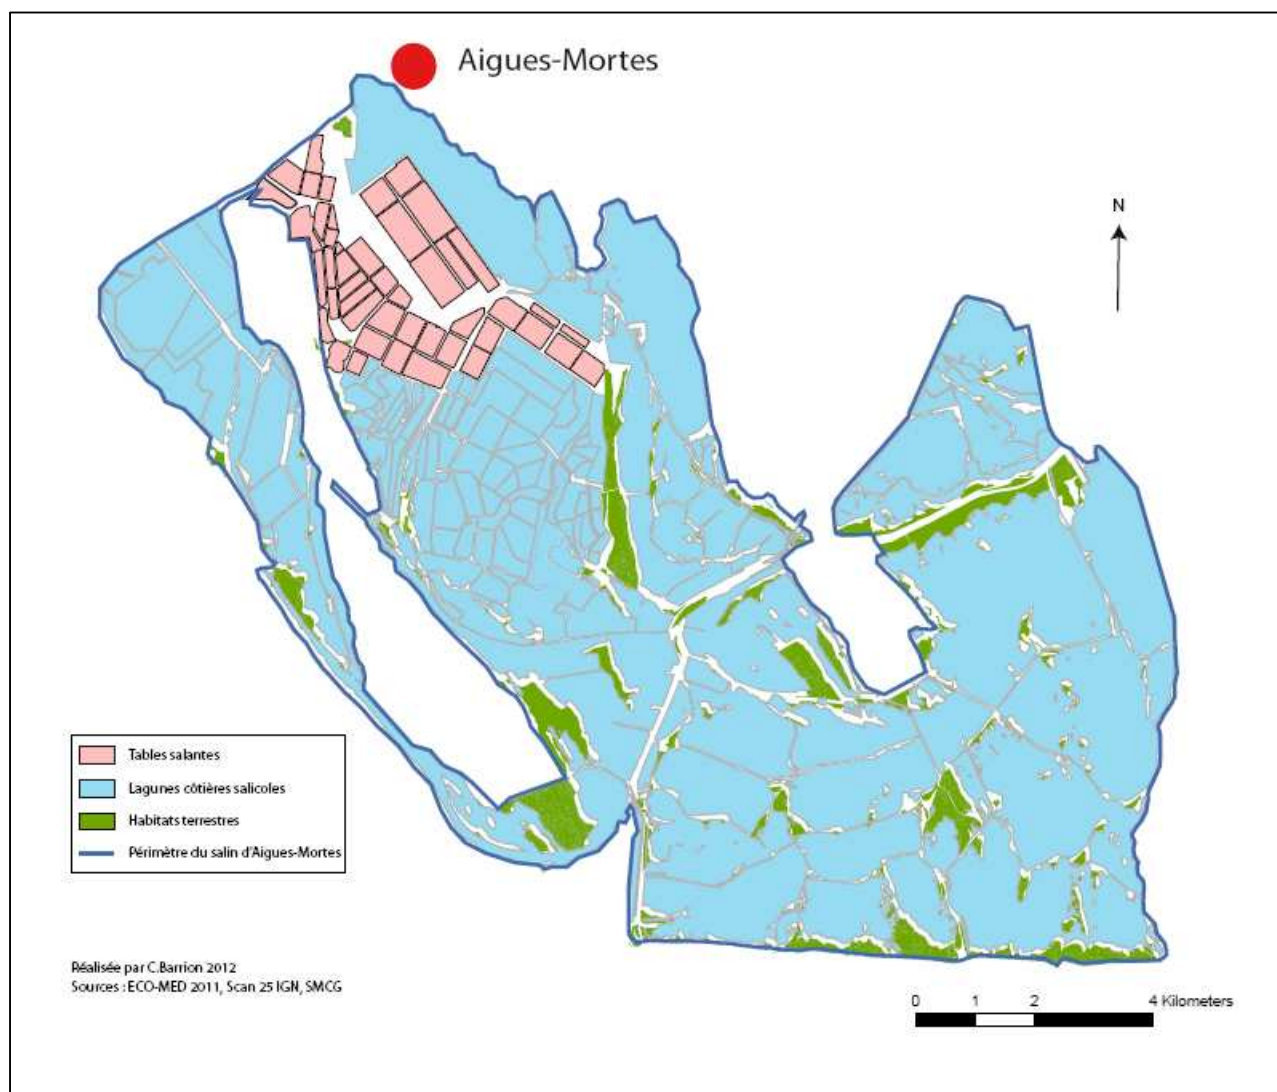 Aigues-Mortes
N
Tables salantes
Lagunes côtières salicoles
Habitats terrestres
Périmètre du salin d'Aigues-Mortes
Réalisée par C.Barrion 2012
Sources : ECO-MED 2011, Scan 25 IGN, SMCG
0 1 2 4 Kilometers